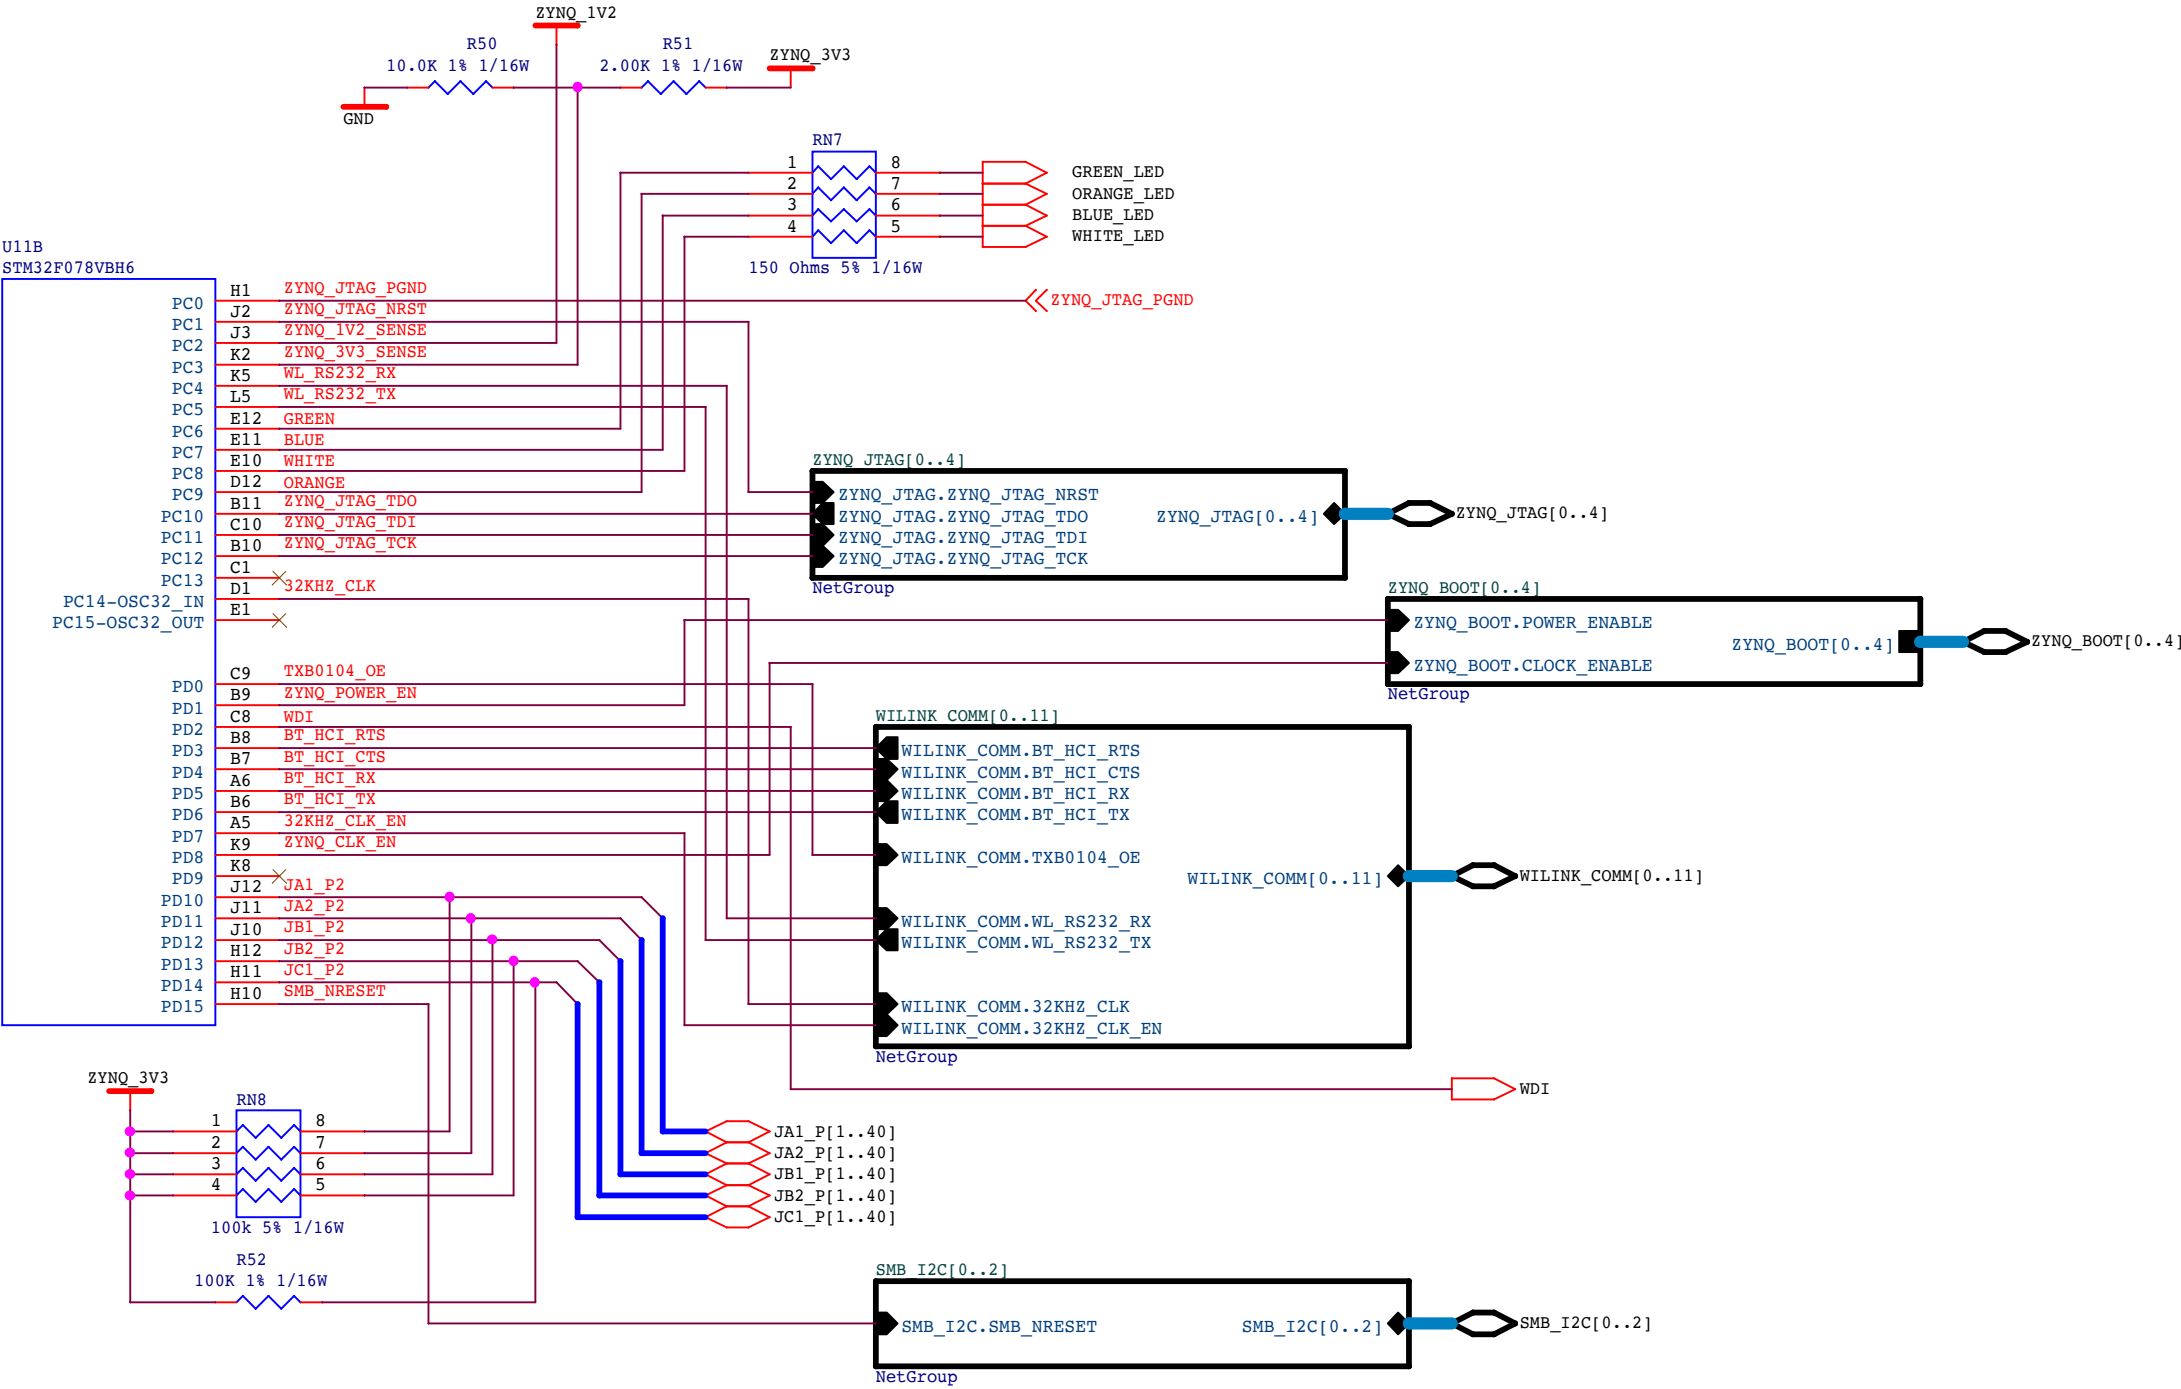 ZYNQ_1V2
R50
10.0K 1% 1/16W
R51
2.00K 1% 1/16W
ZYNQ_3V3
GND
RN7
1 8 GREEN_LED
2 7 ORANGE_LED
3 6 BLUE_LED
4 5 WHITE_LED
150 Ohms 5% 1/16W
U11B
STM32F078VBH6
PC0 H1 ZYNQ_JTAG_PGND ZYNQ_JTAG_PGND
PC1 J2 ZYNQ_JTAG_NRST
PC2 J3 ZYNQ_1V2_SENSE
PC3 K2 ZYNQ_3V3_SENSE
PC4 K5 WL_RS232_RX
PC5 L5 WL_RS232_TX
PC6 E12 GREEN
PC7 E11 BLUE
PC8 E10 WHITE
PC9 D12 ORANGE
PC10 B11 ZYNQ_JTAG_TDO
PC11 C10 ZYNQ_JTAG_TDI
PC12 B10 ZYNQ_JTAG_TCK
PC13 C1
PC14-OSC32_IN D1 32KHZ_CLK
PC15-OSC32_OUT E1
PD0 C9 TXB0104_OE
PD1 B9 ZYNQ_POWER_EN
PD2 C8 WDI
PD3 B8 BT_HCI_RTS
PD4 B7 BT_HCI_CTS
PD5 A6 BT_HCI_RX
PD6 B6 BT_HCI_TX
PD7 A5 32KHZ_CLK_EN
PD8 K9 ZYNQ_CLK_EN
PD9 K8
PD10 J12 JA1_P2
PD11 J11 JA2_P2
PD12 J10 JB1_P2
PD13 H12 JB2_P2
PD14 H11 JC1_P2
PD15 H10 SMB_NRESET
ZYNQ_JTAG[0..4]
ZYNQ_JTAG.ZYNQ_JTAG_NRST
ZYNQ_JTAG.ZYNQ_JTAG_TDO ZYNQ_JTAG[0..4] ZYNQ_JTAG[0..4]
ZYNQ_JTAG.ZYNQ_JTAG_TDI
ZYNQ_JTAG.ZYNQ_JTAG_TCK
NetGroup
ZYNQ_BOOT[0..4]
ZYNQ_BOOT.POWER_ENABLE
ZYNQ_BOOT[0..4] ZYNQ_BOOT[0..4]
ZYNQ_BOOT.CLOCK_ENABLE
NetGroup
WILINK_COMM[0..11]
WILINK_COMM.BT_HCI_RTS
WILINK_COMM.BT_HCI_CTS
WILINK_COMM.BT_HCI_RX
WILINK_COMM.BT_HCI_TX
WILINK_COMM.TXB0104_OE
WILINK_COMM[0..11] WILINK_COMM[0..11]
WILINK_COMM.WL_RS232_RX
WILINK_COMM.WL_RS232_TX
WILINK_COMM.32KHZ_CLK
WILINK_COMM.32KHZ_CLK_EN
NetGroup
WDI
ZYNQ_3V3
RN8
1 8
2 7
3 6
4 5
100k 5% 1/16W
R52
100K 1% 1/16W
JA1_P[1..40]
JA2_P[1..40]
JB1_P[1..40]
JB2_P[1..40]
JC1_P[1..40]
SMB_I2C[0..2]
SMB_I2C.SMB_NRESET SMB_I2C[0..2] SMB_I2C[0..2]
NetGroup